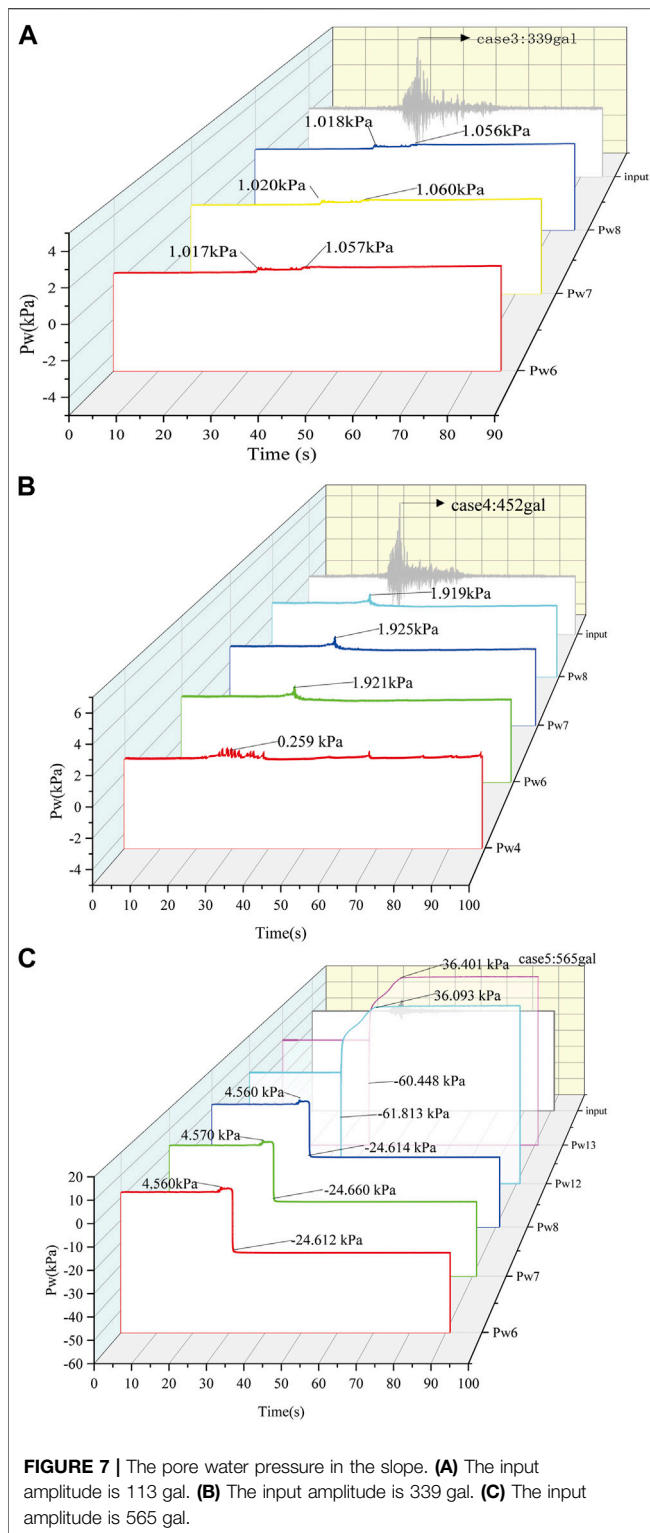 A
case3:339gal
1.018kPa
1.056kPa
1.020kPa
1.060kPa
1.017kPa
1.057kPa
input
Pw8
Pw7
Pw6
Pw(kPa)
4
2
0
-2
-4
0 10 20 30 40 50 60 70 80 90
Time (s)
B
case4:452gal
1.919kPa
1.925kPa
1.921kPa
0.259 kPa
input
Pw8
Pw7
Pw6
Pw4
Pw(kPa)
6
4
2
0
-2
-4
0 10 20 30 40 50 60 70 80 90 100
Time(s)
C
case5:565gal
36.401 kPa
36.093 kPa
-60.448 kPa
-61.813 kPa
4.560 kPa
-24.614 kPa
4.570 kPa
-24.660 kPa
4.560kPa
-24.612 kPa
input
Pw13
Pw12
Pw8
Pw7
Pw6
Pw(kPa)
20
10
0
-10
-20
-30
-40
-50
-60
0 10 20 30 40 50 60 70 80 90 100
Time(s)
FIGURE 7 | The pore water pressure in the slope. (A) The input
amplitude is 113 gal. (B) The input amplitude is 339 gal. (C) The input
amplitude is 565 gal.